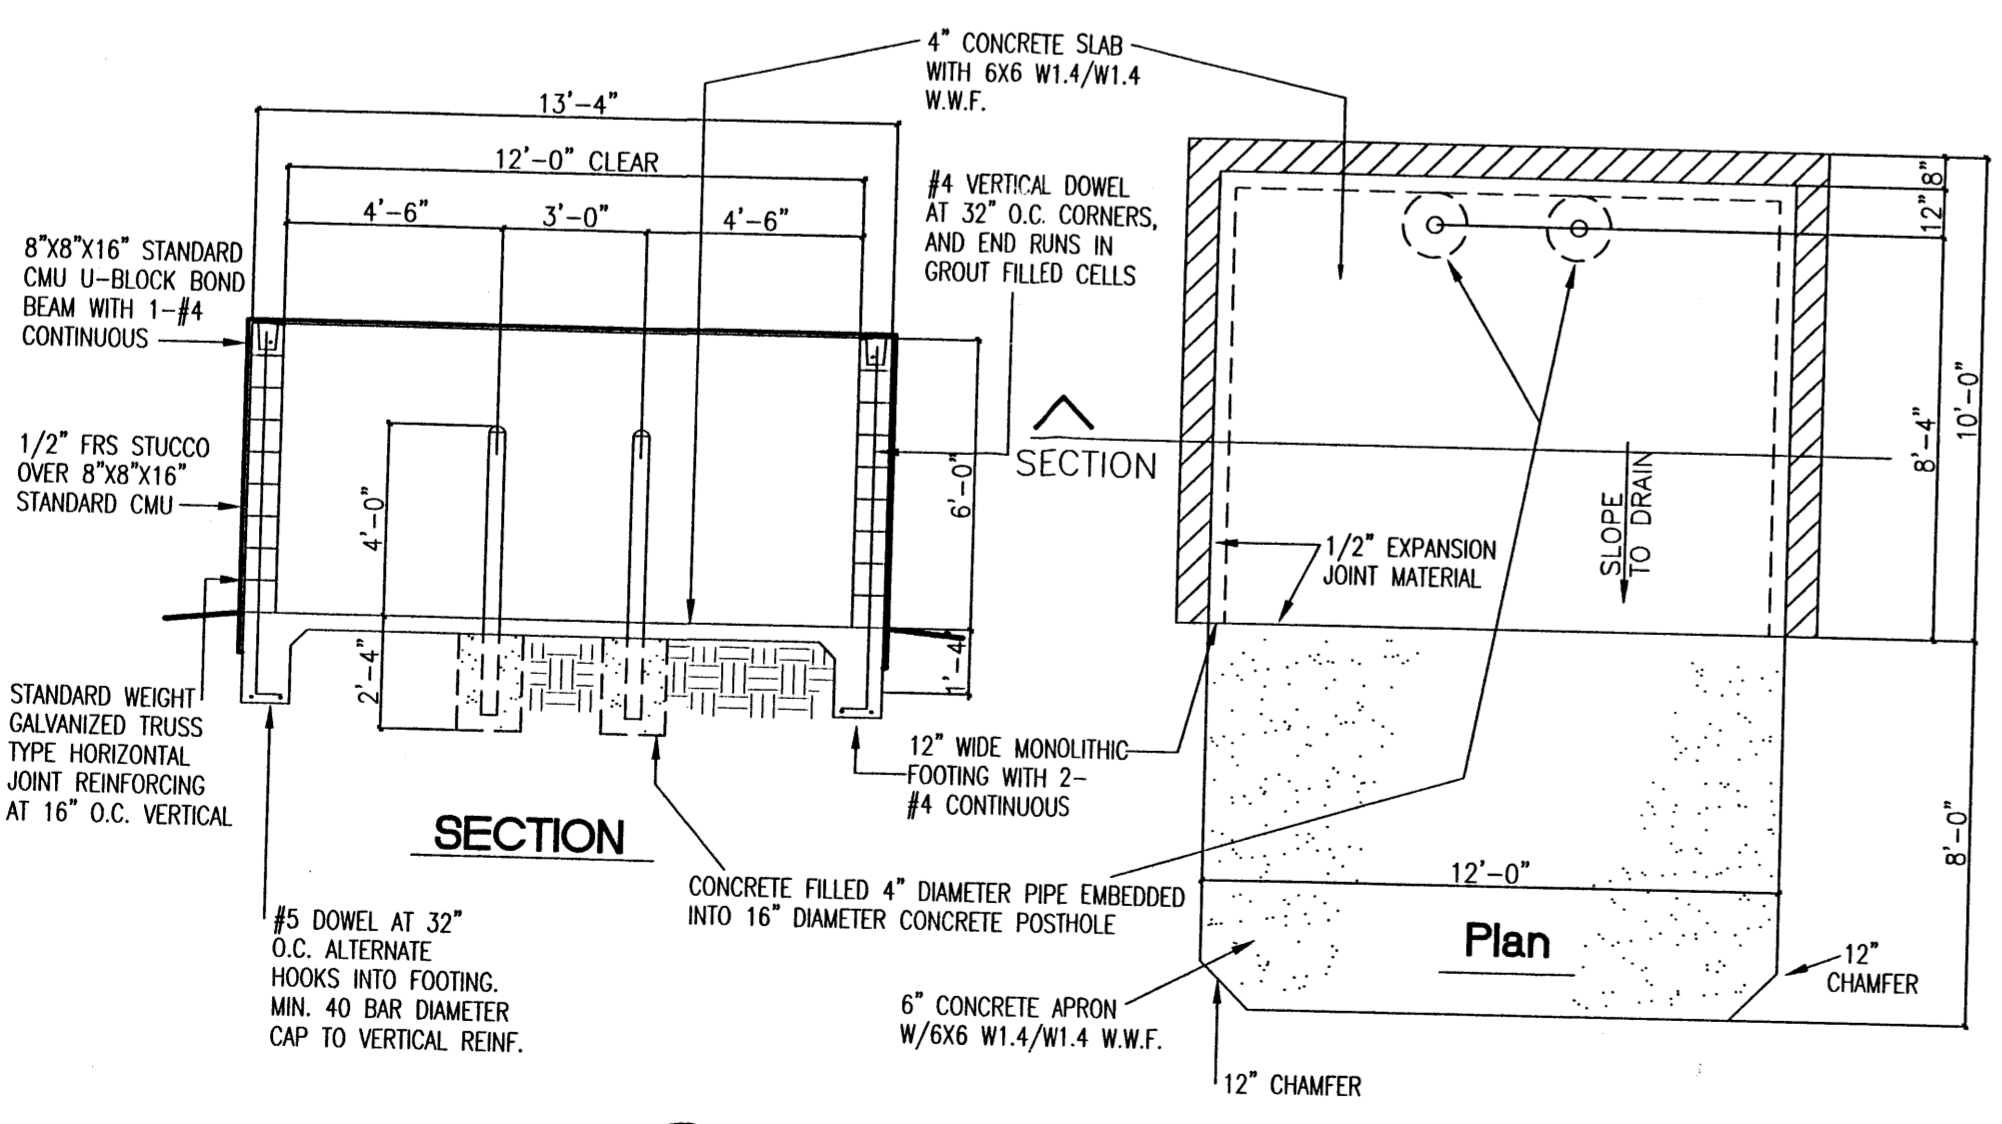 4" CONCRETE SLAB
WITH 6X6 W1.4/W1.4
W.W.F.
13'-4"
12'-0" CLEAR
4'-6"
3'-0"
4'-6"
#4 VERTICAL DOWEL
AT 32" O.C. CORNERS,
AND END RUNS IN
GROUT FILLED CELLS
8"X8"X16" STANDARD
CMU U-BLOCK BOND
BEAM WITH 1-#4
CONTINUOUS
1/2" FRS STUCCO
OVER 8"X8"X16"
STANDARD CMU
STANDARD WEIGHT
GALVANIZED TRUSS
TYPE HORIZONTAL
JOINT REINFORCING
AT 16" O.C. VERTICAL
4'-0"
2'-4"
6'-0"
1'-4"
SECTION
#5 DOWEL AT 32"
O.C. ALTERNATE
HOOKS INTO FOOTING.
MIN. 40 BAR DIAMETER
CAP TO VERTICAL REINF.
12" WIDE MONOLITHIC
FOOTING WITH 2-
#4 CONTINUOUS
CONCRETE FILLED 4" DIAMETER PIPE EMBEDDED
INTO 16" DIAMETER CONCRETE POSTHOLE
SECTION
8"
12"
8'-4"
10'-0"
SLOPE
TO DRAIN
1/2" EXPANSION
JOINT MATERIAL
8'-0"
12'-0"
Plan
12"
CHAMFER
6" CONCRETE APRON
W/6X6 W1.4/W1.4 W.W.F.
12" CHAMFER